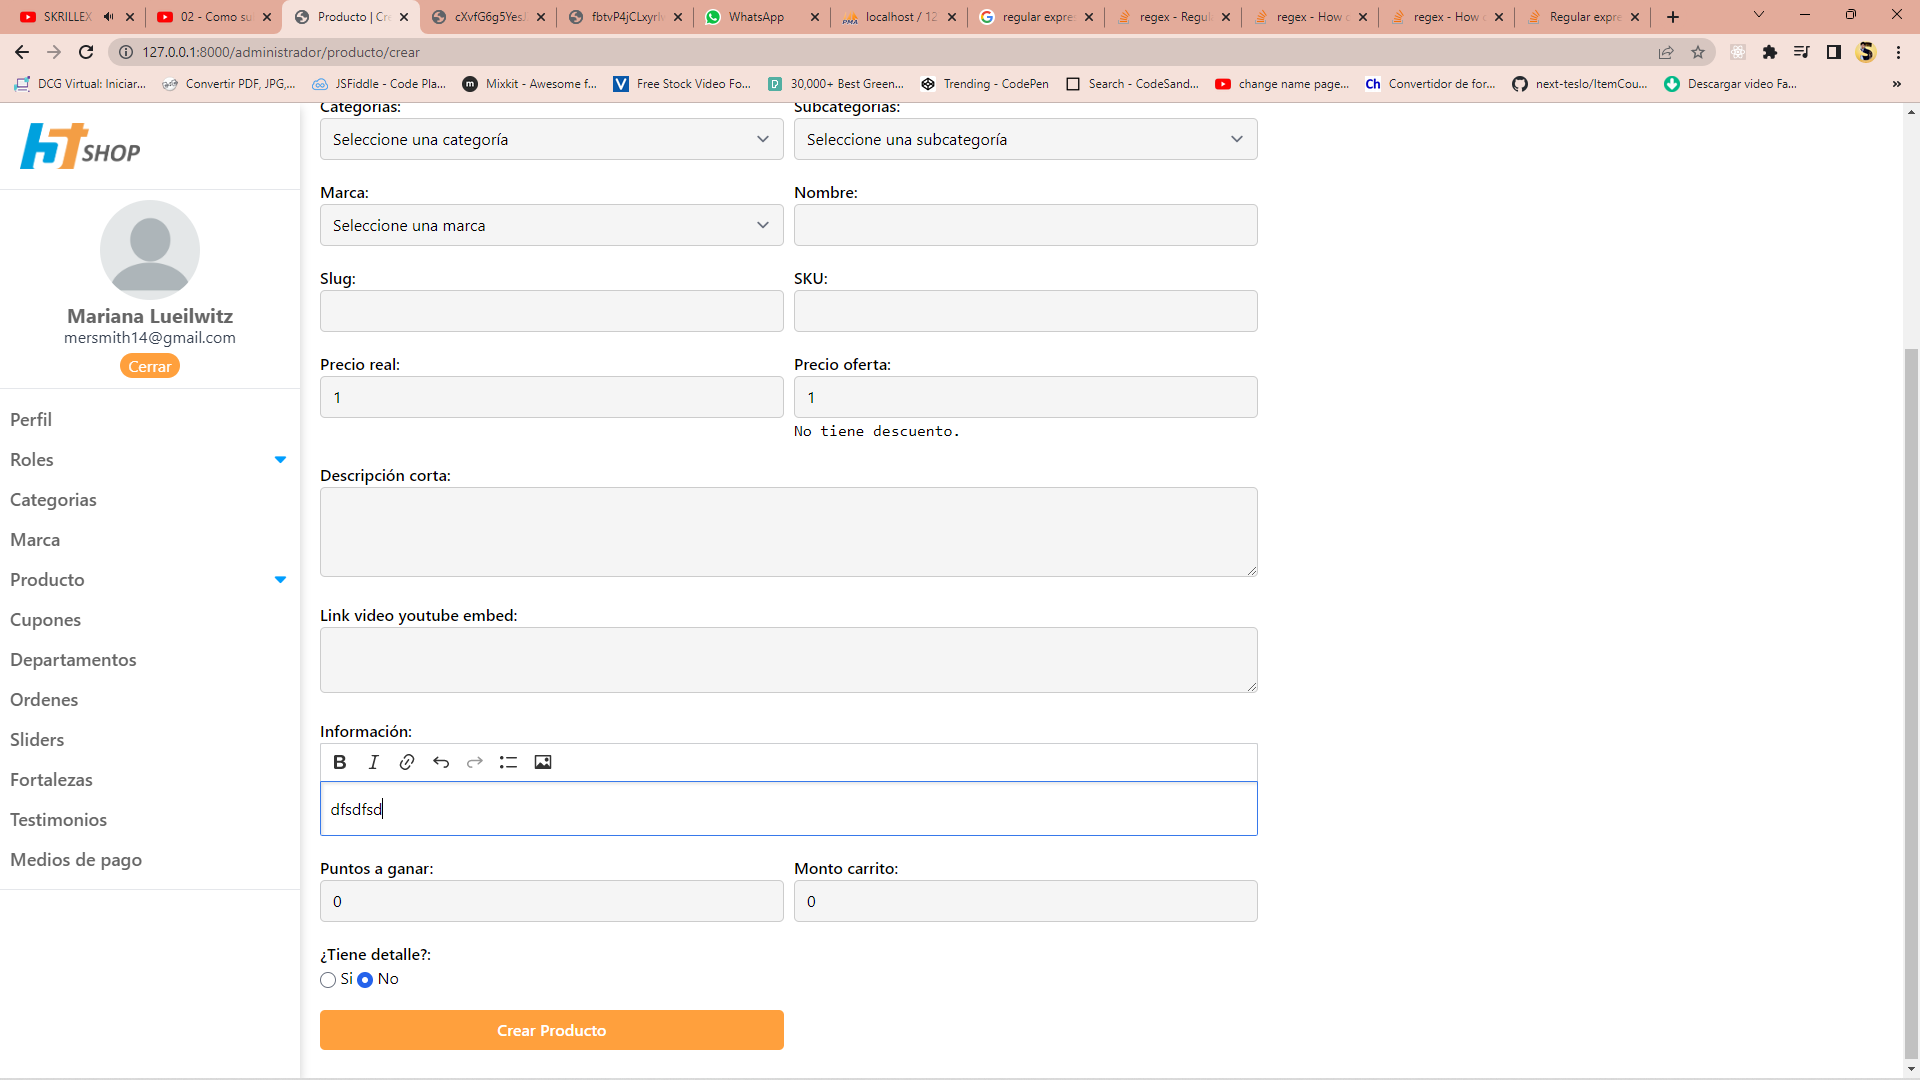 SKRILLEX
02 - Como su
Producto | Cre
cXvfG6g5Yes
fbtvP4jCLxyrI
WhatsApp
localhost / 12
regular expre
regex - Regul
regex - How
regex - How
Regular expre
127.0.0.1:8000/administrador/producto/crear
DCG Virtual: Iniciar...
Convertir PDF, JPG,...
JSFiddle - Code Pla...
Mixkit - Awesome f...
Free Stock Video Fo...
30,000+ Best Green...
Trending - CodePen
Search - CodeSand...
change name page...
Convertidor de for...
next-teslo/ItemCou...
Descargar video Fa...
HT SHOP
Mariana Lueilwitz
mersmith14@gmail.com
Cerrar
Perfil
Roles
Categorias
Marca
Producto
Cupones
Departamentos
Ordenes
Sliders
Fortalezas
Testimonios
Medios de pago
Categorias: Subcategorias:
Seleccione una categoría Seleccione una subcategoría
Marca: Nombre:
Seleccione una marca
Slug: SKU:
Precio real: Precio oferta:
1 1
No tiene descuento.
Descripción corta:
Link video youtube embed:
Información:
dfsdfsd
Puntos a ganar: Monto carrito:
0 0
¿Tiene detalle?:
Si No
Crear Producto